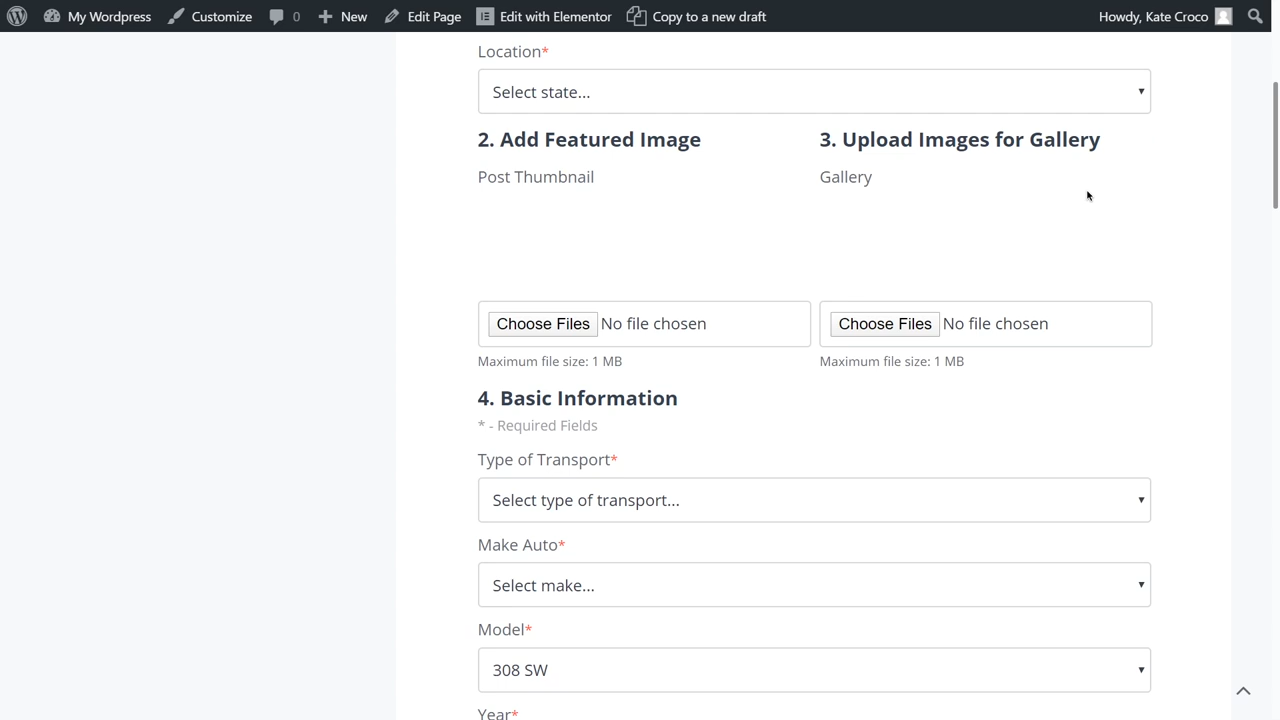 My Wordpress Customize 0 New Edit Page Edit with Elementor Copy to a new draft Howdy, Kate Croco
Location*
Select state...
2. Add Featured Image 3. Upload Images for Gallery
Post Thumbnail Gallery
Choose Files No file chosen Choose Files No file chosen
Maximum file size: 1 MB Maximum file size: 1 MB
4. Basic Information
* - Required Fields
Type of Transport*
Select type of transport...
Make Auto*
Select make...
Model*
308 SW
Year*